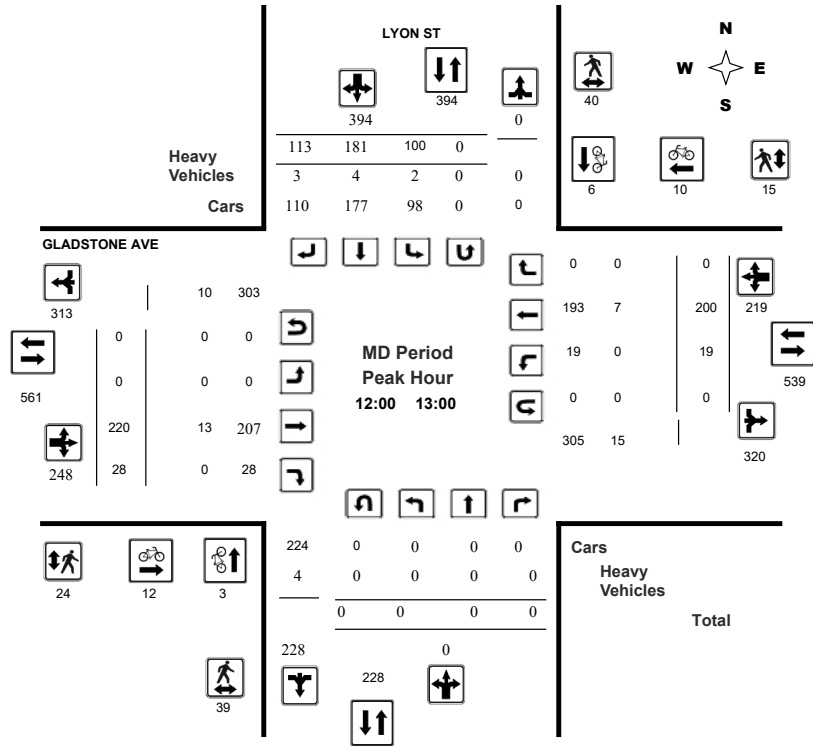 LYON ST
N
W E
S
394
394
0
40
113 181 100 0
Heavy
Vehicles
3 4 2 0 0
Cars
110 177 98 0 0
6 10 15
GLADSTONE AVE
313
10 303
0 0 0
561
0 0 0
220 13 207
248
28 0 28
MD Period
Peak Hour
12:00 13:00
0 0 0
193 7 200 219
19 0 19
539
0 0 0
305 15
320
224 0 0 0 0
4 0 0 0 0
0 0 0 0
228 0
228
24 12 3
39
Cars
Heavy
Vehicles
Total